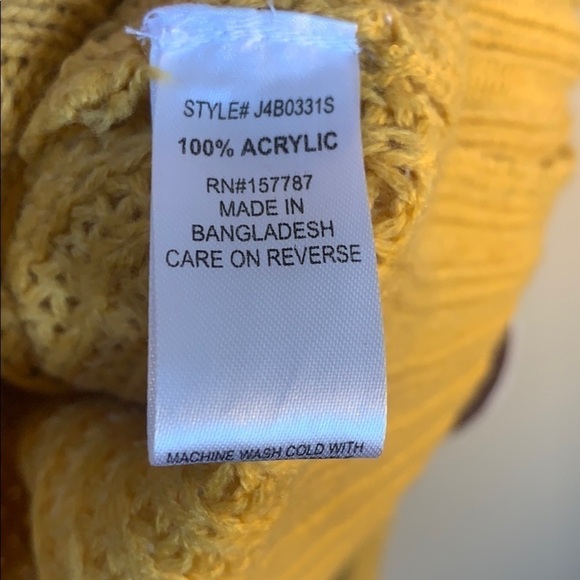 STYLE# J4B0331S
100% ACRYLIC
RN#157787
MADE IN
BANGLADESH
CARE ON REVERSE
MACHINE WASH COLD WITH